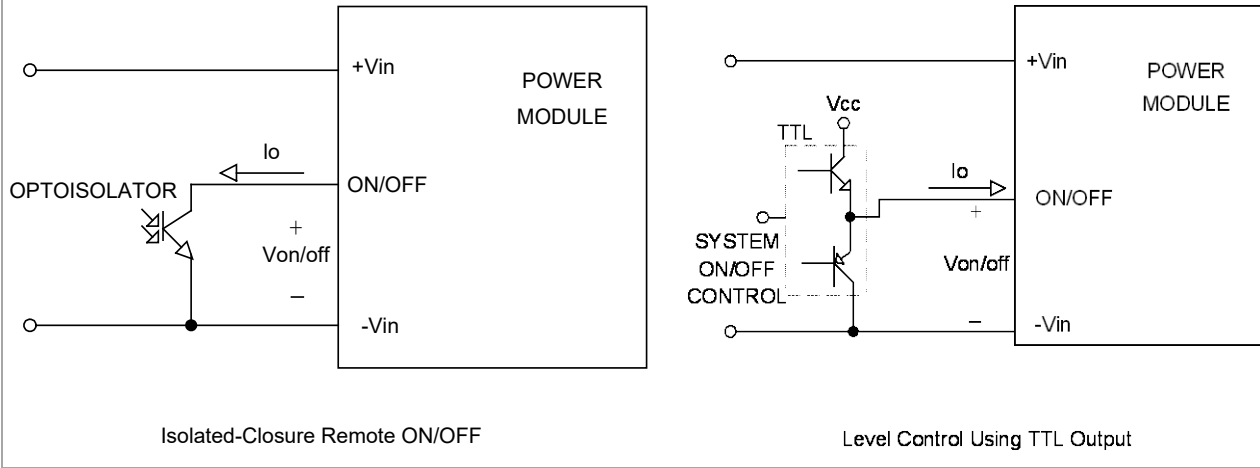 +Vin
POWER
MODULE
Io
OPTOISOLATOR
ON/OFF
+
Von/off
−
-Vin
Isolated-Closure Remote ON/OFF
+Vin
POWER
MODULE
Vcc
TTL
Io
ON/OFF
+
SYSTEM
ON/OFF
CONTROL
Von/off
−
-Vin
Level Control Using TTL Output